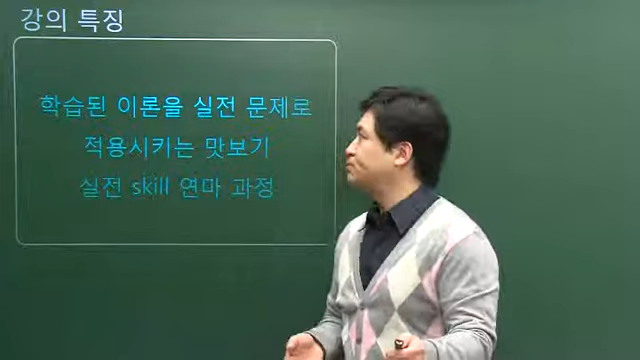 강의 특징
학습된 이론을 실전 문제로
적용시키는 맛보기
실전 skill 연마 과정